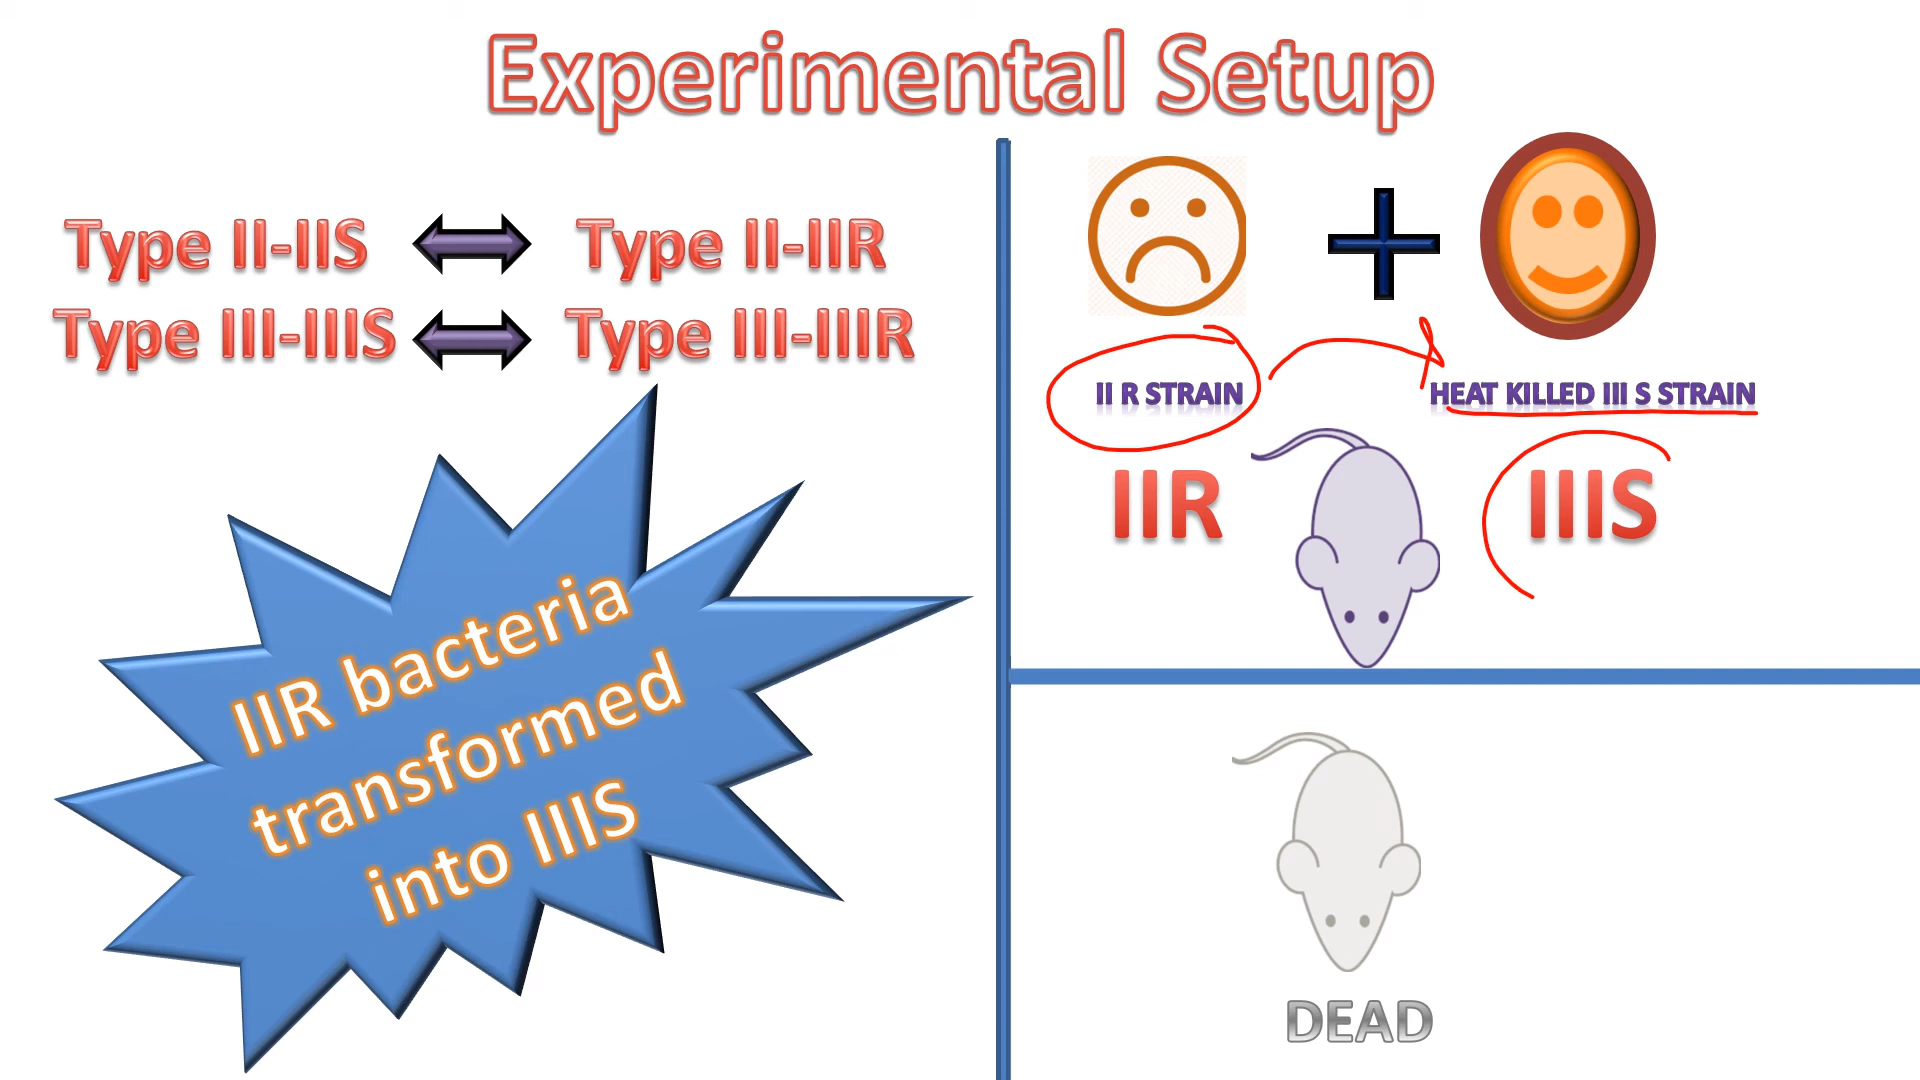 Experimental Setup
Type II-IIS Type II-IIR
Type III-IIIS Type III-IIIR
IIR bacteria
transformed
into IIIS
II R STRAIN HEAT KILLED III S STRAIN
IIR IIIS
DEAD